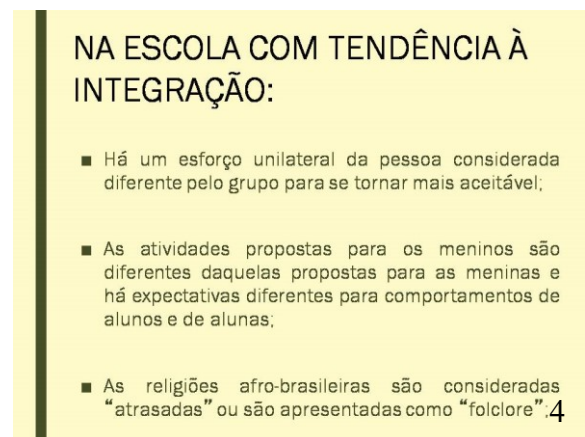 NA ESCOLA COM TENDÊNCIA À
INTEGRAÇÃO:
■ Há um esforço unilateral da pessoa considerada
diferente pelo grupo para se tornar mais aceitável;
■ As atividades propostas para os meninos são
diferentes daquelas propostas para as meninas e
há expectativas diferentes para comportamentos de
alunos e de alunas;
■ As religiões afro-brasileiras são consideradas
“atrasadas” ou são apresentadas como “folclore”;4